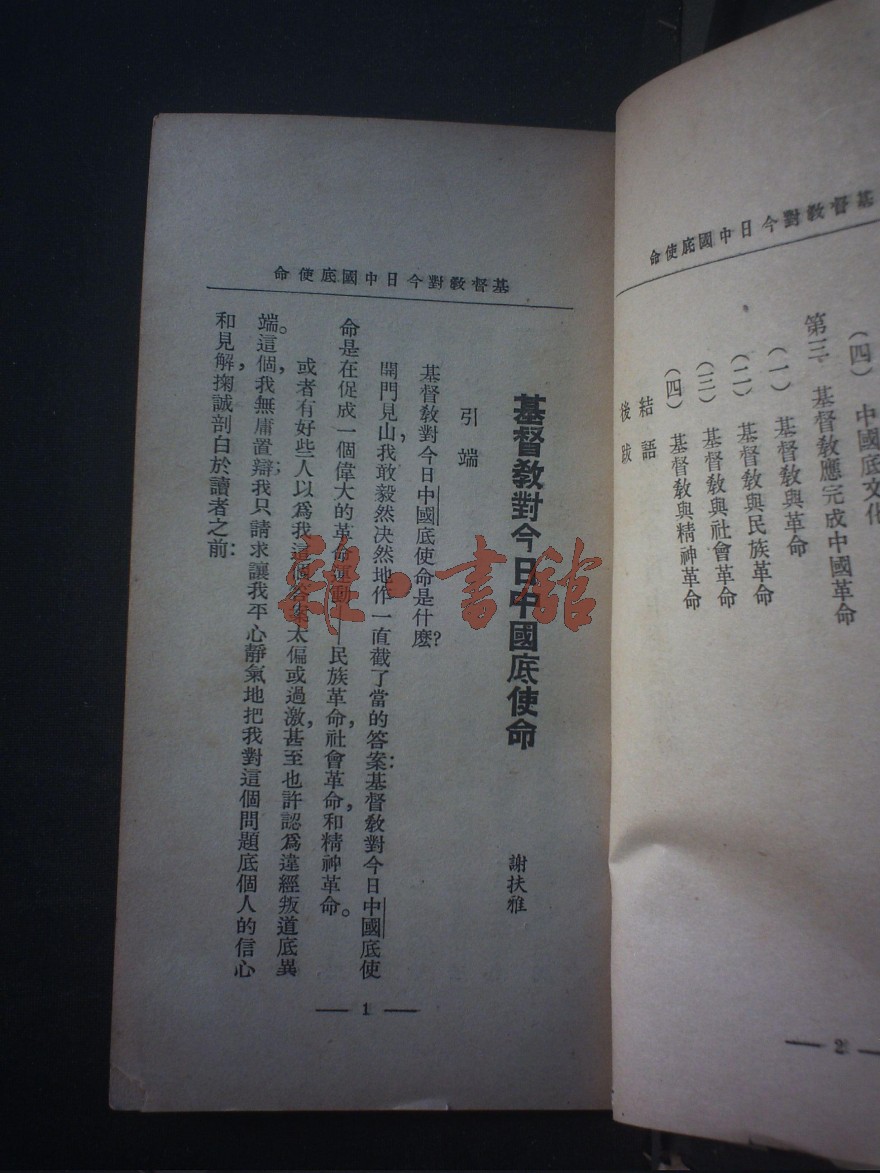 基督教對今日中國底使命
(四) 中國底文化
第三 基督教應完成中國革命
(一) 基督教與革命
(二) 基督教與民族革命
(三) 基督教與社會革命
(四) 基督教與精神革命
結語
後跋
2
基督教對今日中國底使命
基督教對今日中國底使命
謝扶雅
引端
基督教對今日中國底使命是什麽?
開門見山,我敢毅然决然地作一直截了當的答案:基督教對今日中國底使
命是在促成一個偉大的革命運動——民族革命,社會革命,和精神革命。
或者有好些人以爲我這個答案太偏或過激,甚至也許認爲違經叛道底異
端。這個,我無庸置辯;我只請求讓我平心靜氣地把我對這個問題底個人的信心
和見解,掬誠剖白於讀者之前:
— 1 —
雜·書館